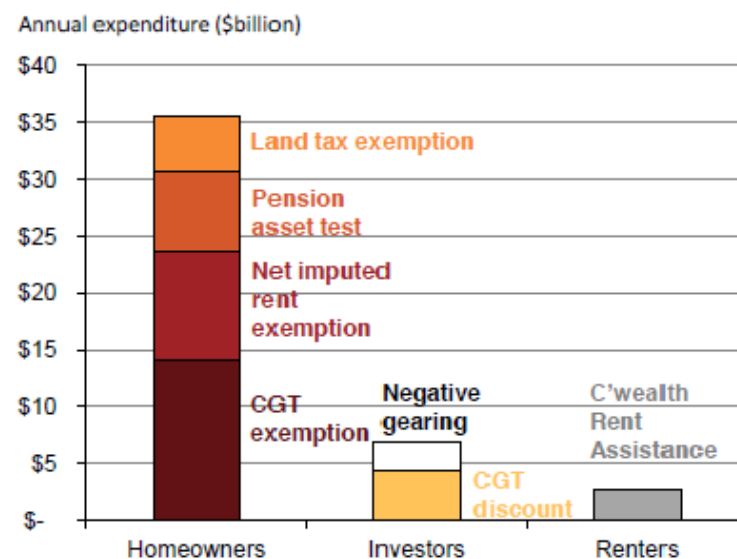 Annual expenditure ($billion)
$40
$35
$30
$25
$20
$15
$10
$5
$-
Land tax exemption
Pension
asset test
Net imputed
rent
exemption
CGT
exemption
Negative
gearing
CGT
discount
C'wealth
Rent
Assistance
Homeowners
Investors
Renters